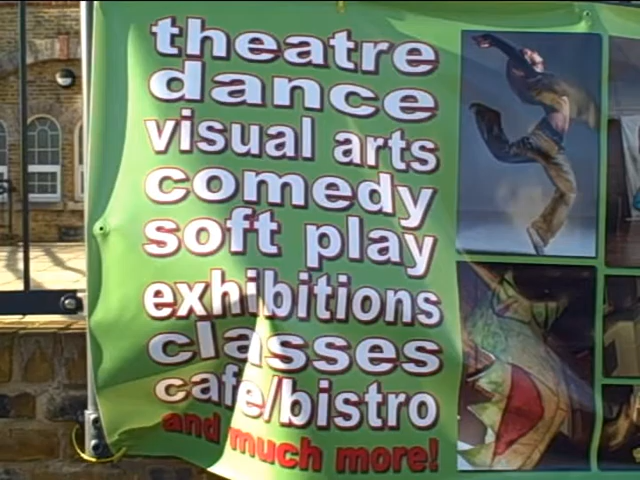 theatre
dance
visual arts
comedy
soft play
exhibitions
classes
cafe/bistro
and much more!